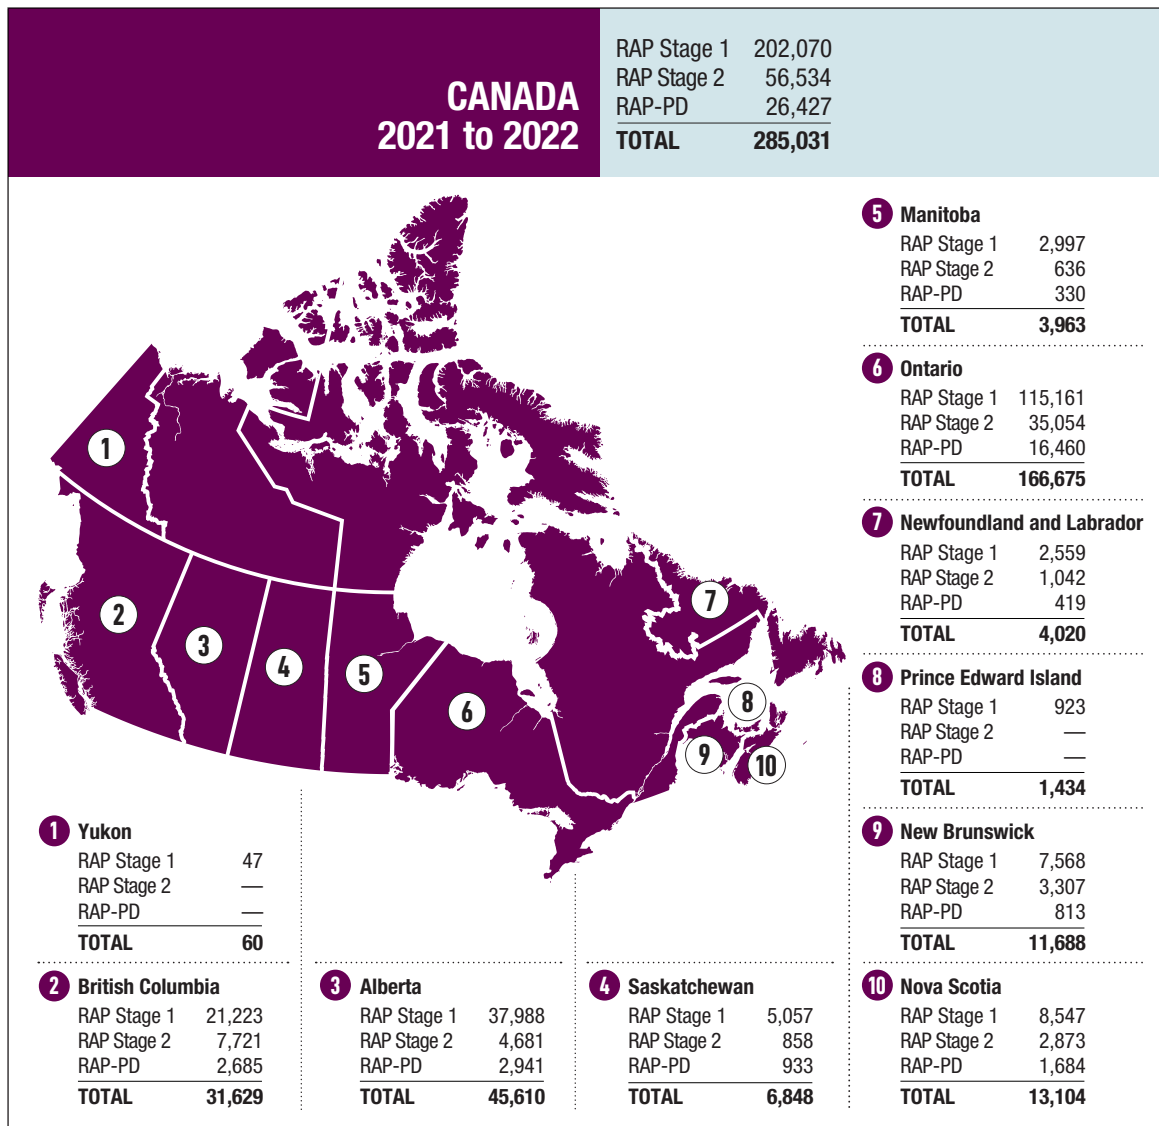 CANADA
2021 to 2022
RAP Stage 1 202,070
RAP Stage 2 56,534
RAP-PD 26,427
TOTAL 285,031
1
2
3
4
5
6
7
8
9
10
1 Yukon
RAP Stage 1 47
RAP Stage 2 —
RAP-PD —
TOTAL 60
2 British Columbia
RAP Stage 1 21,223
RAP Stage 2 7,721
RAP-PD 2,685
TOTAL 31,629
3 Alberta
RAP Stage 1 37,988
RAP Stage 2 4,681
RAP-PD 2,941
TOTAL 45,610
4 Saskatchewan
RAP Stage 1 5,057
RAP Stage 2 858
RAP-PD 933
TOTAL 6,848
5 Manitoba
RAP Stage 1 2,997
RAP Stage 2 636
RAP-PD 330
TOTAL 3,963
6 Ontario
RAP Stage 1 115,161
RAP Stage 2 35,054
RAP-PD 16,460
TOTAL 166,675
7 Newfoundland and Labrador
RAP Stage 1 2,559
RAP Stage 2 1,042
RAP-PD 419
TOTAL 4,020
8 Prince Edward Island
RAP Stage 1 923
RAP Stage 2 —
RAP-PD —
TOTAL 1,434
9 New Brunswick
RAP Stage 1 7,568
RAP Stage 2 3,307
RAP-PD 813
TOTAL 11,688
10 Nova Scotia
RAP Stage 1 8,547
RAP Stage 2 2,873
RAP-PD 1,684
TOTAL 13,104